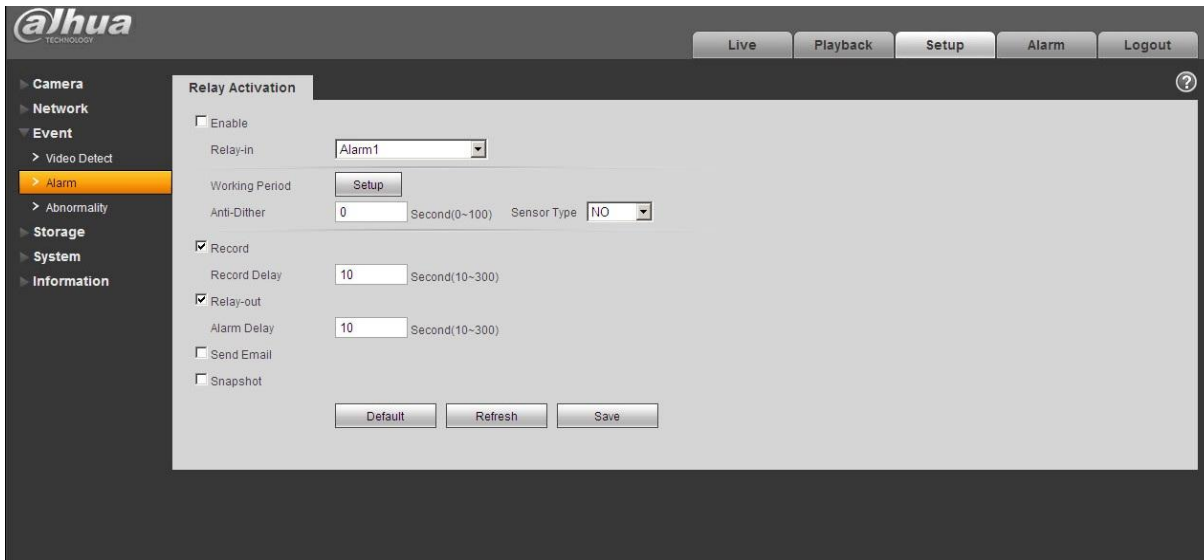 alhua
TECHNOLOGY
Live Playback Setup Alarm Logout
Camera
Network
Event
> Video Detect
> Alarm
> Abnormality
Storage
System
Information
Relay Activation
?
Enable
Relay-in Alarm1
Working Period Setup
Anti-Dither 0 Second(0~100) Sensor Type NO
Record
Record Delay 10 Second(10~300)
Relay-out
Alarm Delay 10 Second(10~300)
Send Email
Snapshot
Default Refresh Save